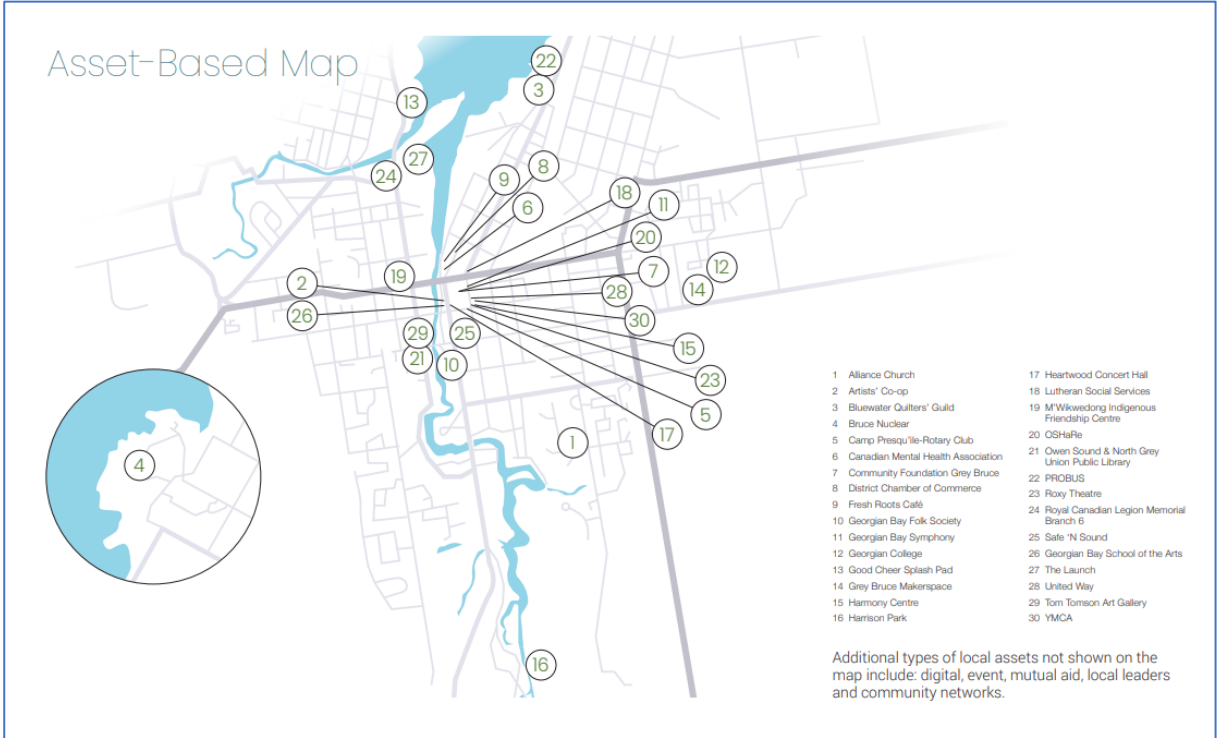 Asset-Based Map
22
3
13
27
8
24
9
18
6
11
20
19
7
12
2
28
14
26
30
29
25
15
21
10
23
5
17
1
4
16
1 Alliance Church
2 Artists' Co-op
3 Bluewater Quilters' Guild
4 Bruce Nuclear
5 Camp Presqu'ile-Rotary Club
6 Canadian Mental Health Association
7 Community Foundation Grey Bruce
8 District Chamber of Commerce
9 Fresh Roots Café
10 Georgian Bay Folk Society
11 Georgian Bay Symphony
12 Georgian College
13 Good Cheer Splash Pad
14 Grey Bruce Makerspace
15 Harmony Centre
16 Harrison Park
17 Heartwood Concert Hall
18 Lutheran Social Services
19 M'Wikwedong Indigenous
Friendship Centre
20 OSHaRe
21 Owen Sound & North Grey
Union Public Library
22 PROBUS
23 Roxy Theatre
24 Royal Canadian Legion Memorial
Branch 6
25 Safe 'N Sound
26 Georgian Bay School of the Arts
27 The Launch
28 United Way
29 Tom Tomson Art Gallery
30 YMCA
Additional types of local assets not shown on the
map include: digital, event, mutual aid, local leaders
and community networks.